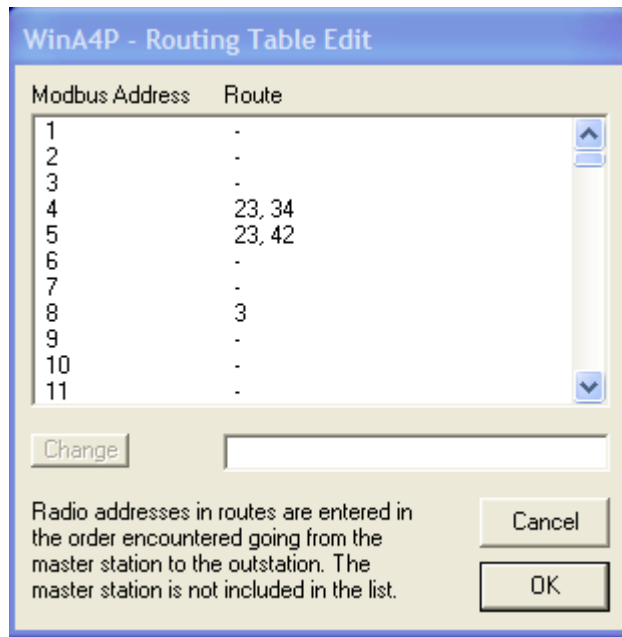 WinA4P - Routing Table Edit
Modbus Address Route
1 -
2 -
3 -
4 23, 34
5 23, 42
6 -
7 -
8 3
9 -
10 -
11 -
Change
Radio addresses in routes are entered in
the order encountered going from the
master station to the outstation. The
master station is not included in the list.
Cancel
OK